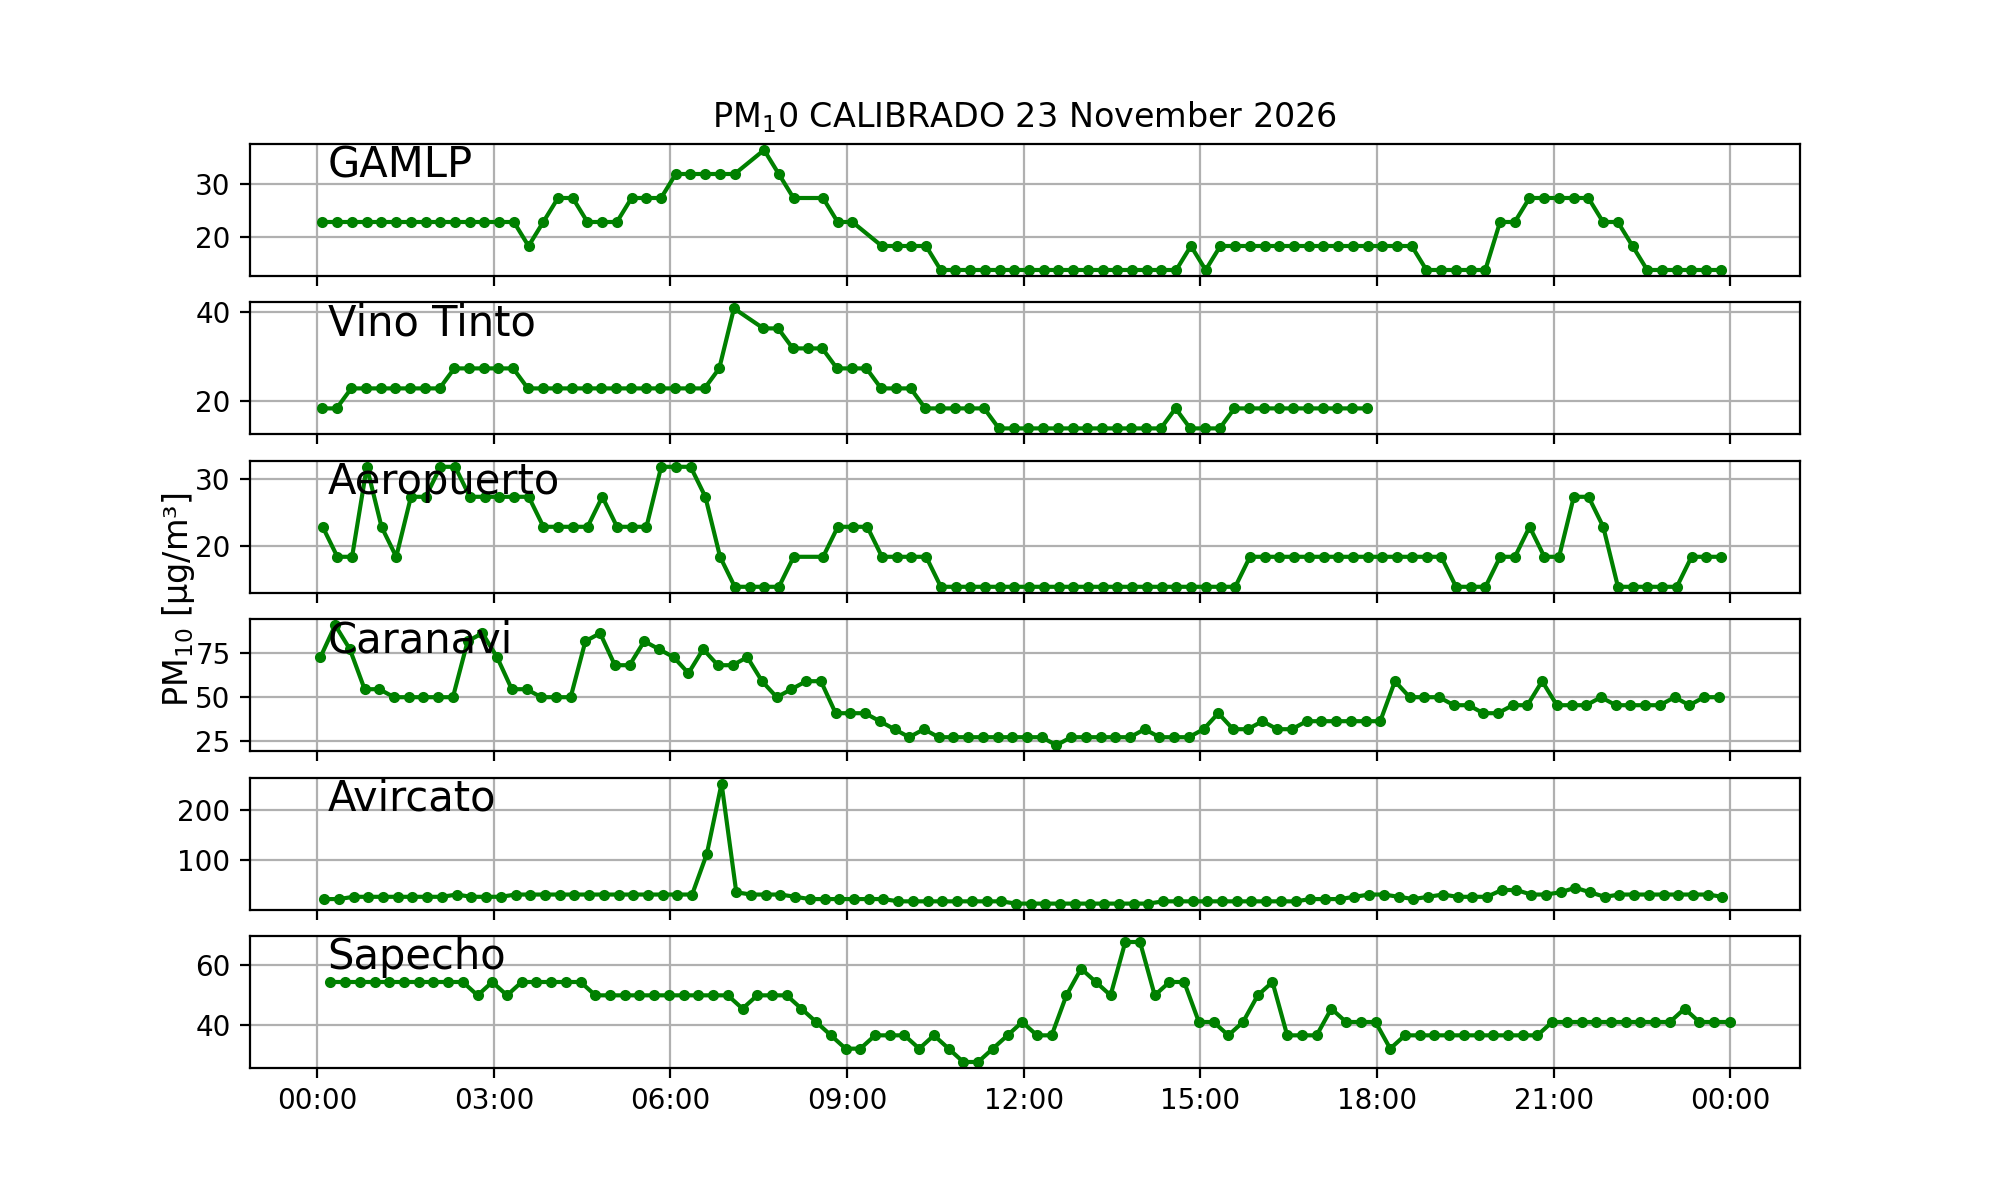 PM₁0 CALIBRADO 23 November 2026
GAMLP
30
20
Vino Tinto
40
20
Aeropuerto
30
20
PM₁₀ [µg/m³]
Caranavi
75
50
25
Avircato
200
100
Sapecho
60
40
00:00 03:00 06:00 09:00 12:00 15:00 18:00 21:00 00:00